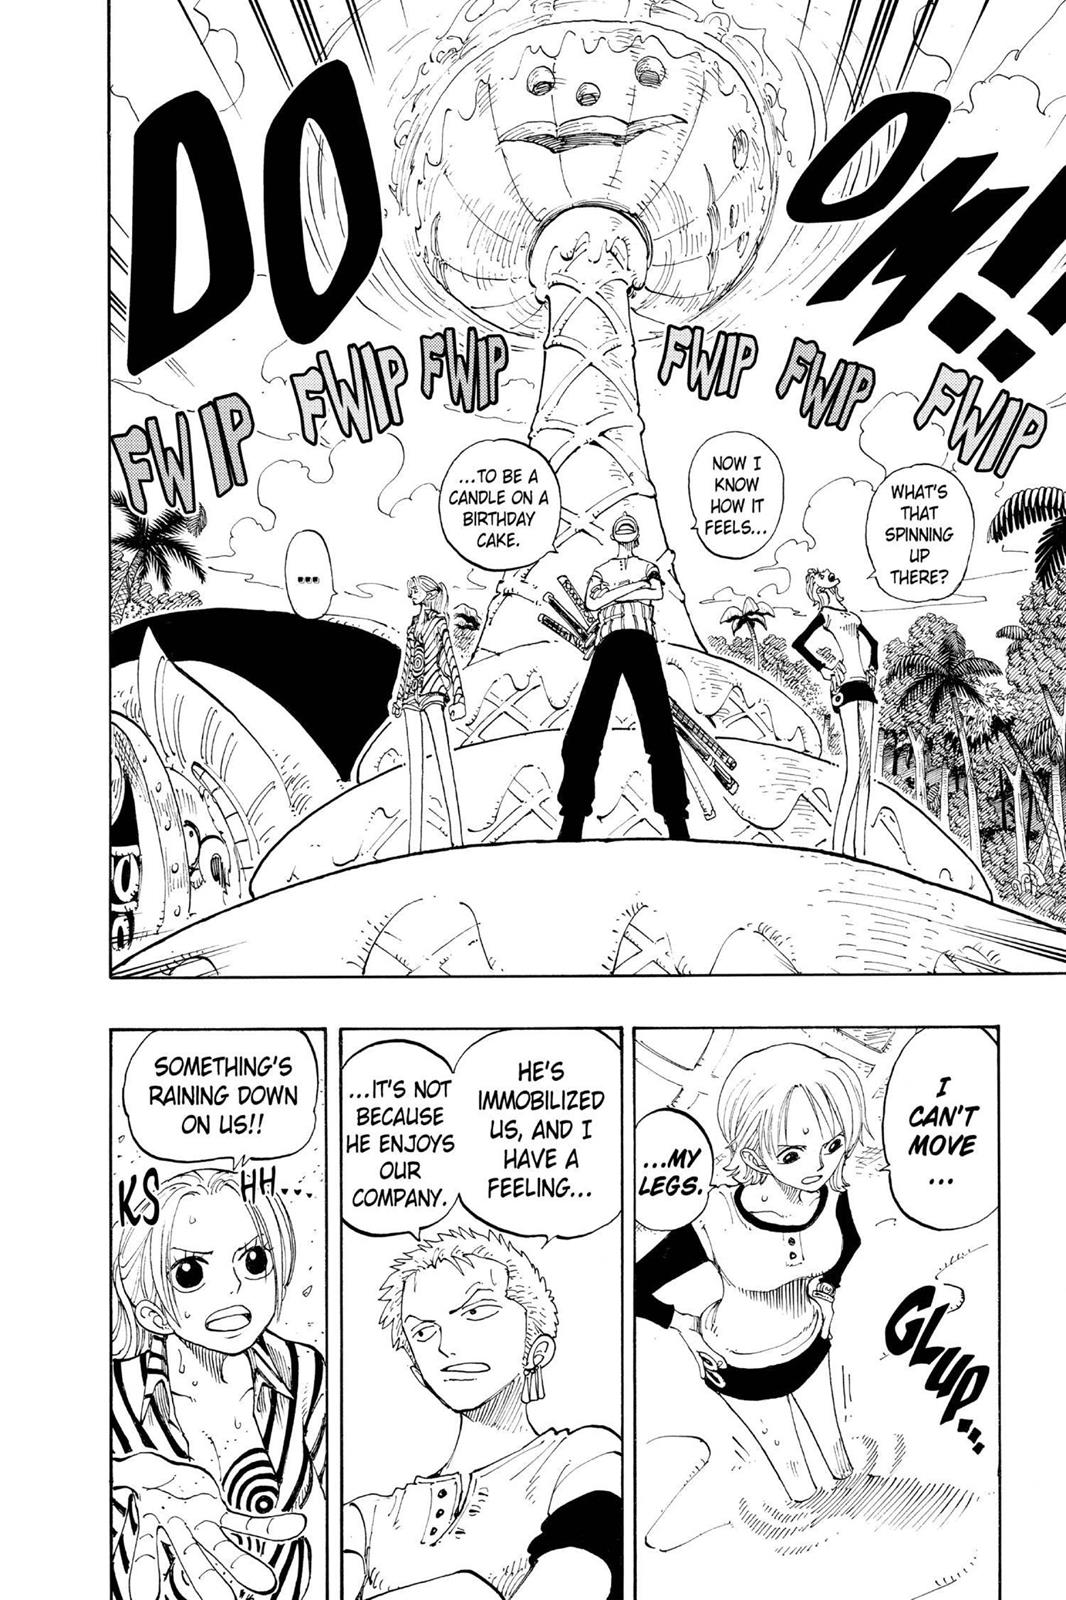 DO
OM!!
FWIP
FWIP
FWIP
FWIP
FWIP
FWIP
WHAT'S
THAT
SPINNING
UP
THERE?
NOW I
KNOW
HOW IT
FEELS...
...TO BE A
CANDLE ON A
BIRTHDAY
CAKE.
...
I
CAN'T
MOVE
...
...MY
LEGS.
GLUP...
HE'S
IMMOBILIZED
US, AND I
HAVE A
FEELING...
...IT'S NOT
BECAUSE
HE ENJOYS
OUR
COMPANY.
SOMETHING'S
RAINING DOWN
ON US!!
KSHH...